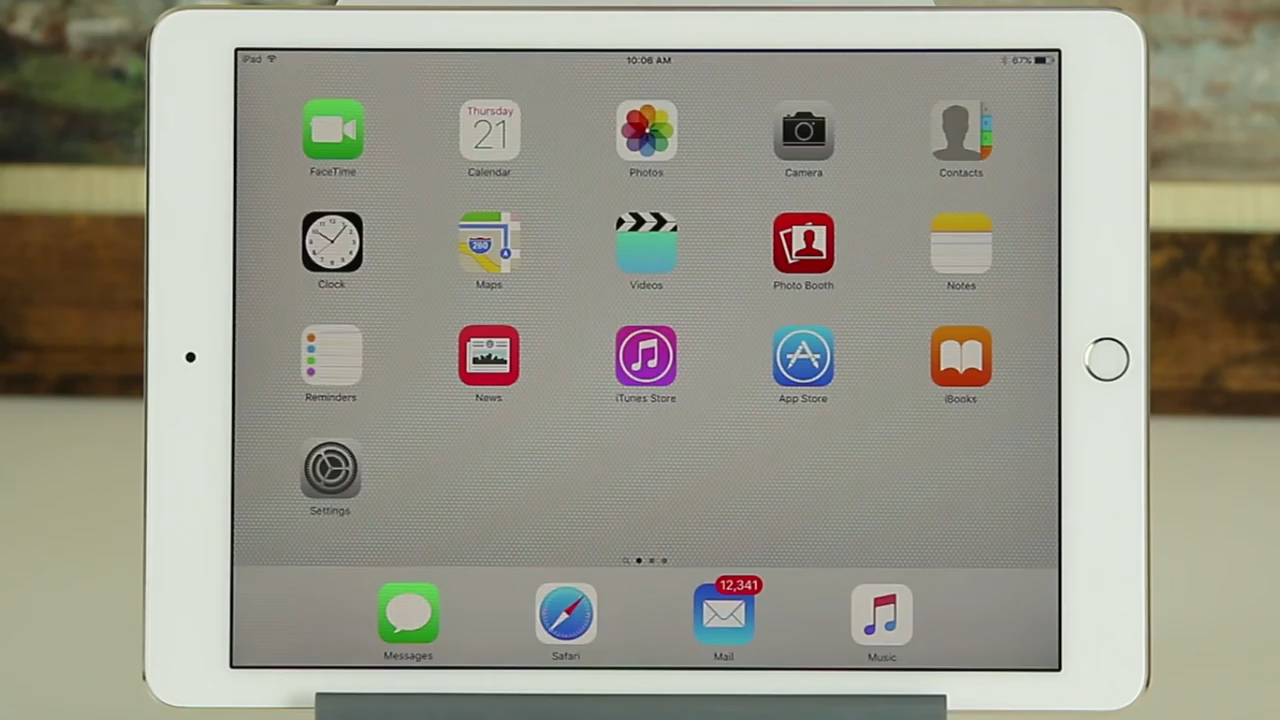 iPad 10:06 AM 67%
Thursday
21
FaceTime Calendar Photos Camera Contacts
280
Clock Maps Videos Photo Booth Notes
Reminders News iTunes Store App Store iBooks
Settings
12,341
Messages Safari Mail Music